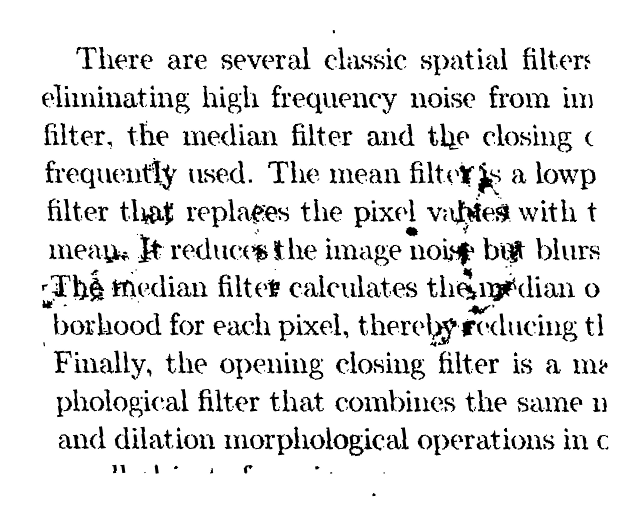 There are several classic spatial filters
eliminating high frequency noise from im
filter, the median filter and the closing
frequently used. The mean filter is a lowp
filter that replaces the pixel values with t
mean. It reduces the image noise but blurs
The median filter calculates the median o
borhood for each pixel, thereby reducing th
Finally, the opening closing filter is a ma
phological filter that combines the same
and dilation morphological operations in